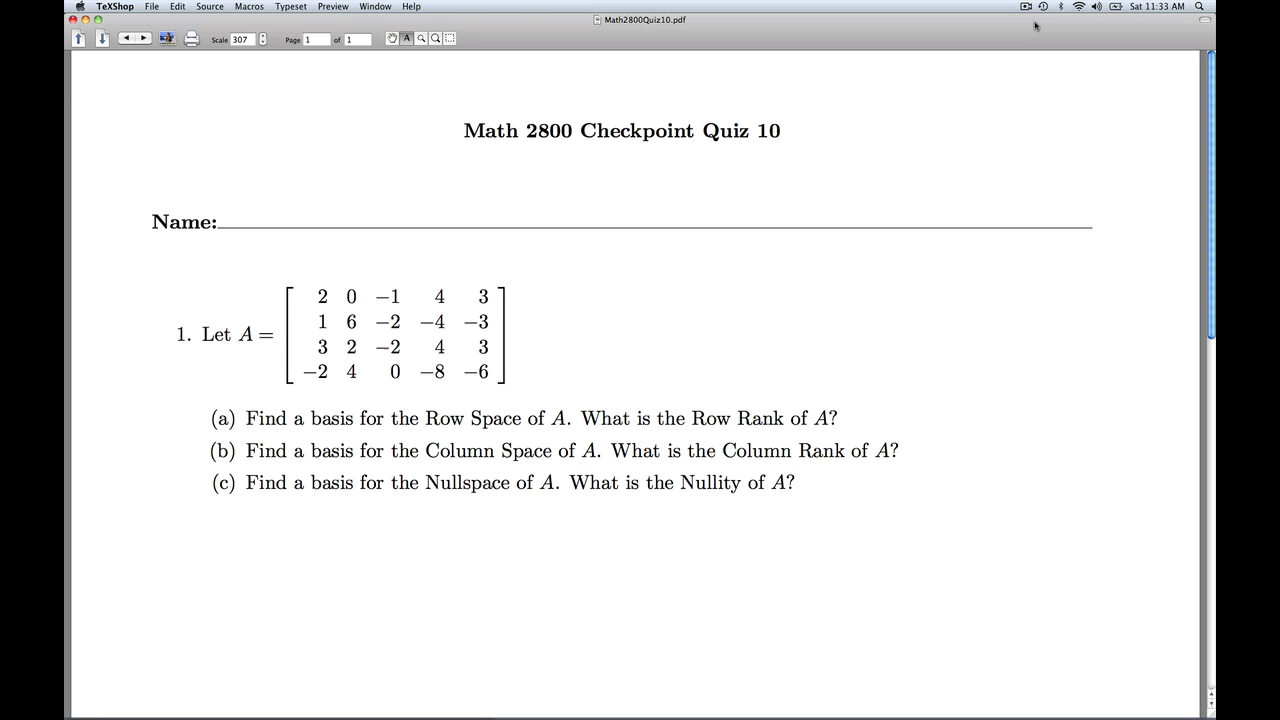 TeXShop File Edit Source Macros Typeset Preview Window Help Sat 11:33 AM
Math2800Quiz10.pdf
Scale 307 Page 1 of 1 A
Math 2800 Checkpoint Quiz 10
Name:
2 0 −1 4 3
1 6 −2 −4 −3
1. Let A =
3 2 −2 4 3
−2 4 0 −8 −6
(a) Find a basis for the Row Space of A. What is the Row Rank of A?
(b) Find a basis for the Column Space of A. What is the Column Rank of A?
(c) Find a basis for the Nullspace of A. What is the Nullity of A?